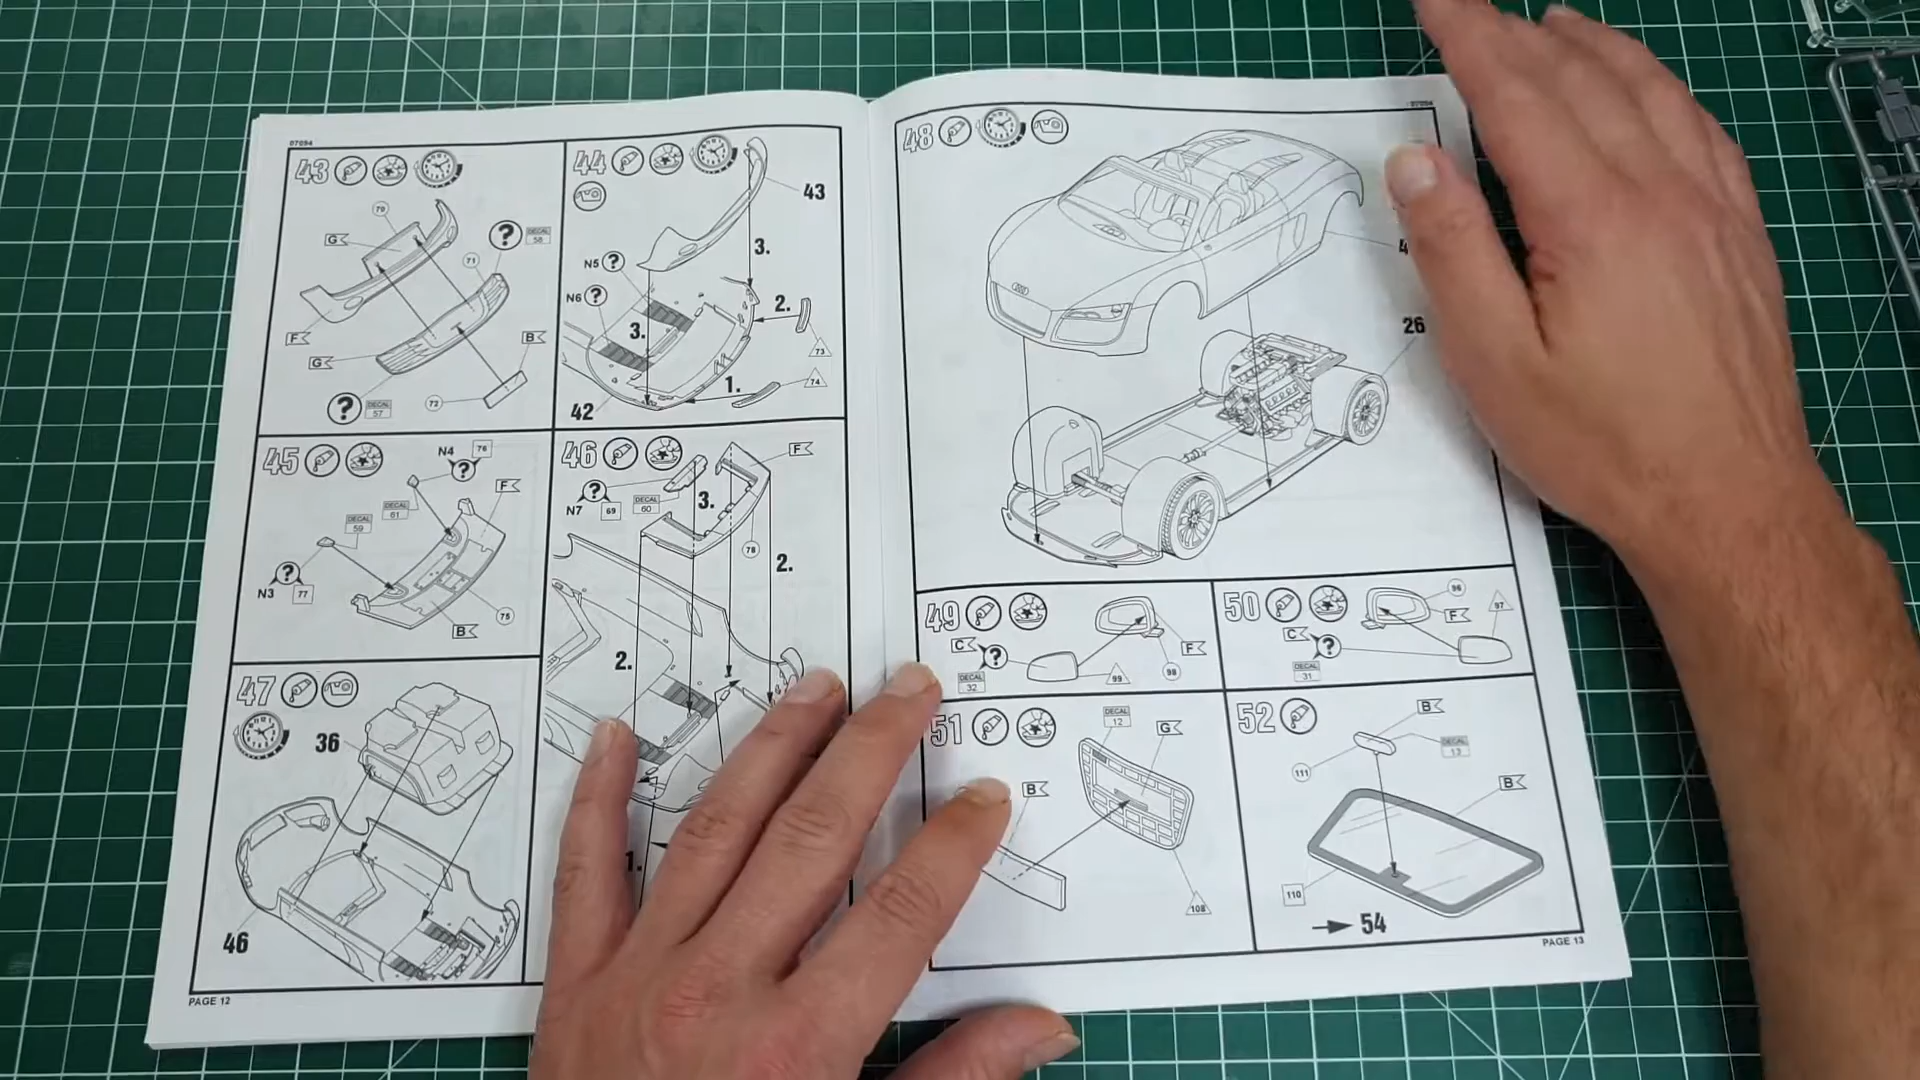 07094
43
70
G
?
DECAL
58
71
F
G
B
?
DECAL
57
72
44
43
N5 ?
3.
N6 ?
2.
3.
73
1.
74
42
45
N4
76
?
F
DECAL
61
DECAL
59
?
N3
77
75
B
46
F
?
3.
N7
69
DECAL
60
78
2.
2.
1.
47
36
46
PAGE 12
07094
48
4
26
49
C
?
F
DECAL
32
99
98
50
96
97
F
C
?
DECAL
31
51
DECAL
12
G
B
108
52
B
DECAL
13
111
B
110
54
PAGE 13